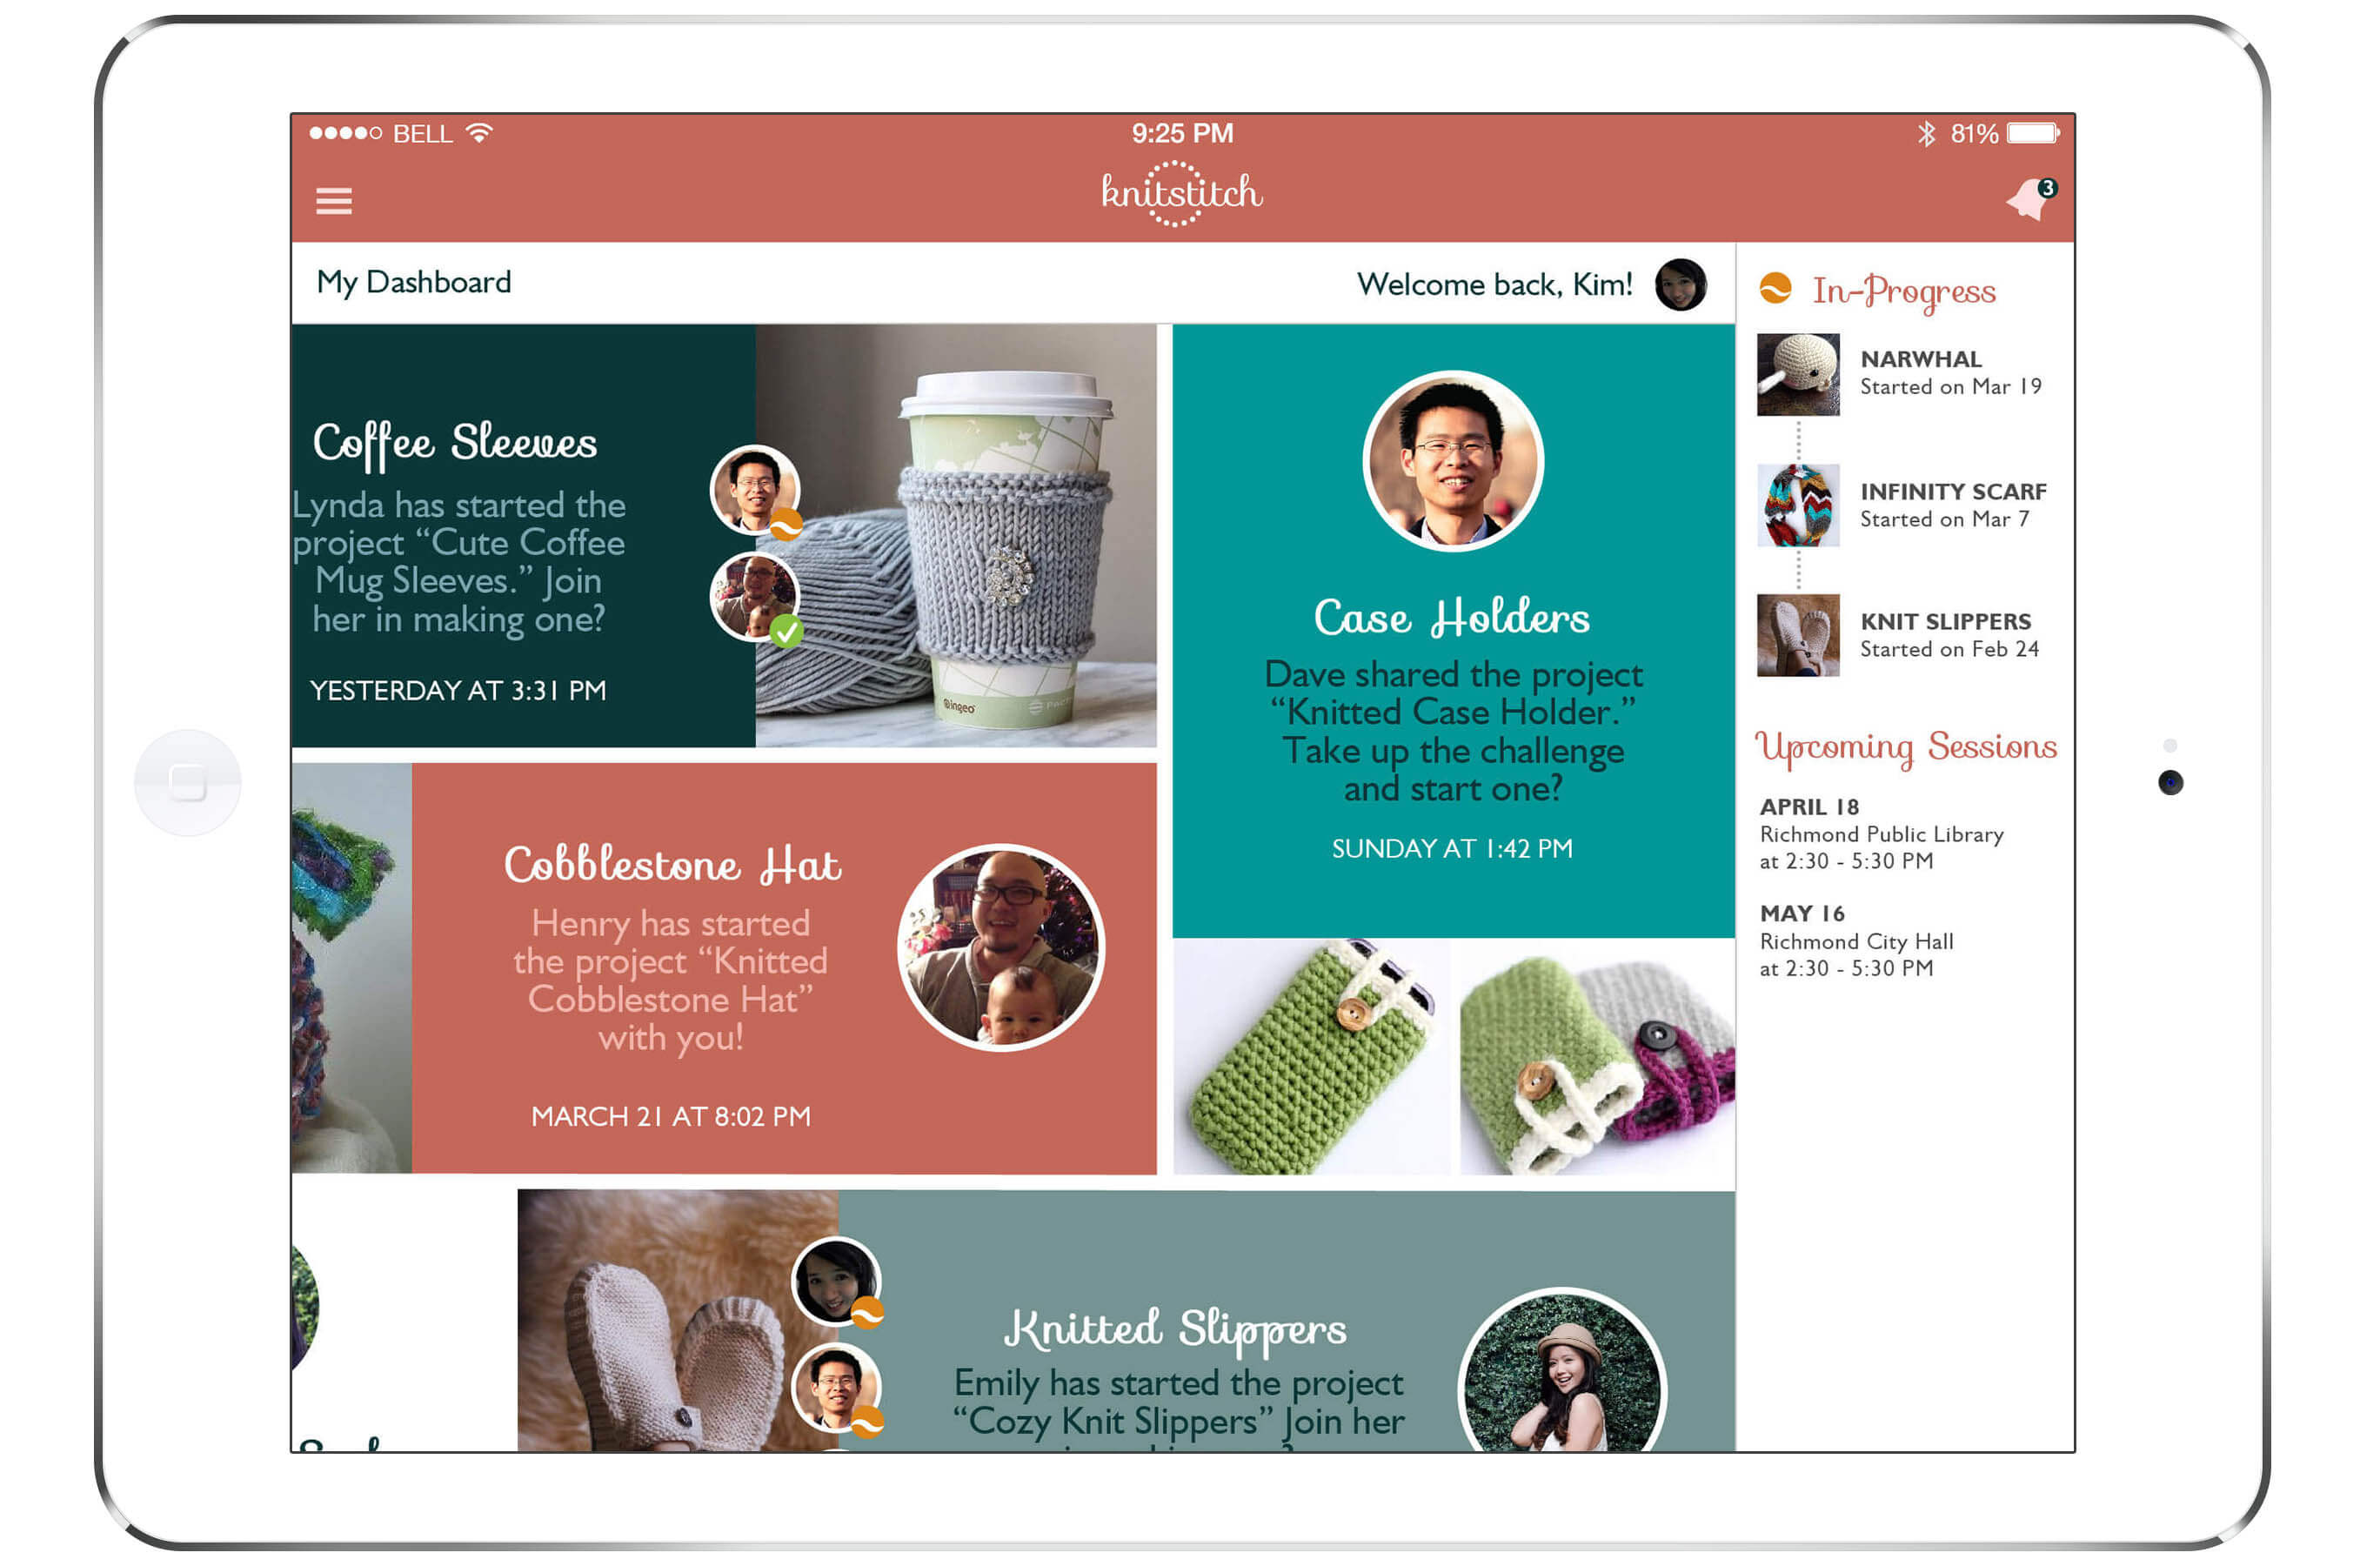 BELL
9:25 PM
81%
knitstitch
3
My Dashboard
Welcome back, Kim!
Coffee Sleeves
Lynda has started the
project “Cute Coffee
Mug Sleeves.” Join
her in making one?
YESTERDAY AT 3:31 PM
ingeo
Case Holders
Dave shared the project
“Knitted Case Holder.”
Take up the challenge
and start one?
SUNDAY AT 1:42 PM
Cobblestone Hat
Henry has started
the project “Knitted
Cobblestone Hat”
with you!
MARCH 21 AT 8:02 PM
Knitted Slippers
Emily has started the project
“Cozy Knit Slippers” Join her
In-Progress
NARWHAL
Started on Mar 19
INFINITY SCARF
Started on Mar 7
KNIT SLIPPERS
Started on Feb 24
Upcoming Sessions
APRIL 18
Richmond Public Library
at 2:30 - 5:30 PM
MAY 16
Richmond City Hall
at 2:30 - 5:30 PM